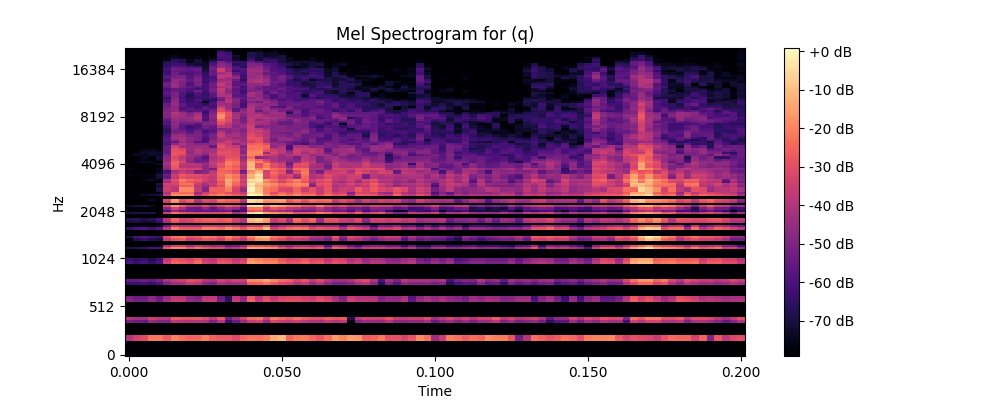 Mel Spectrogram for (q)
Hz
16384
8192
4096
2048
1024
512
0
0.000 0.050 0.100 0.150 0.200
Time
+0 dB
-10 dB
-20 dB
-30 dB
-40 dB
-50 dB
-60 dB
-70 dB